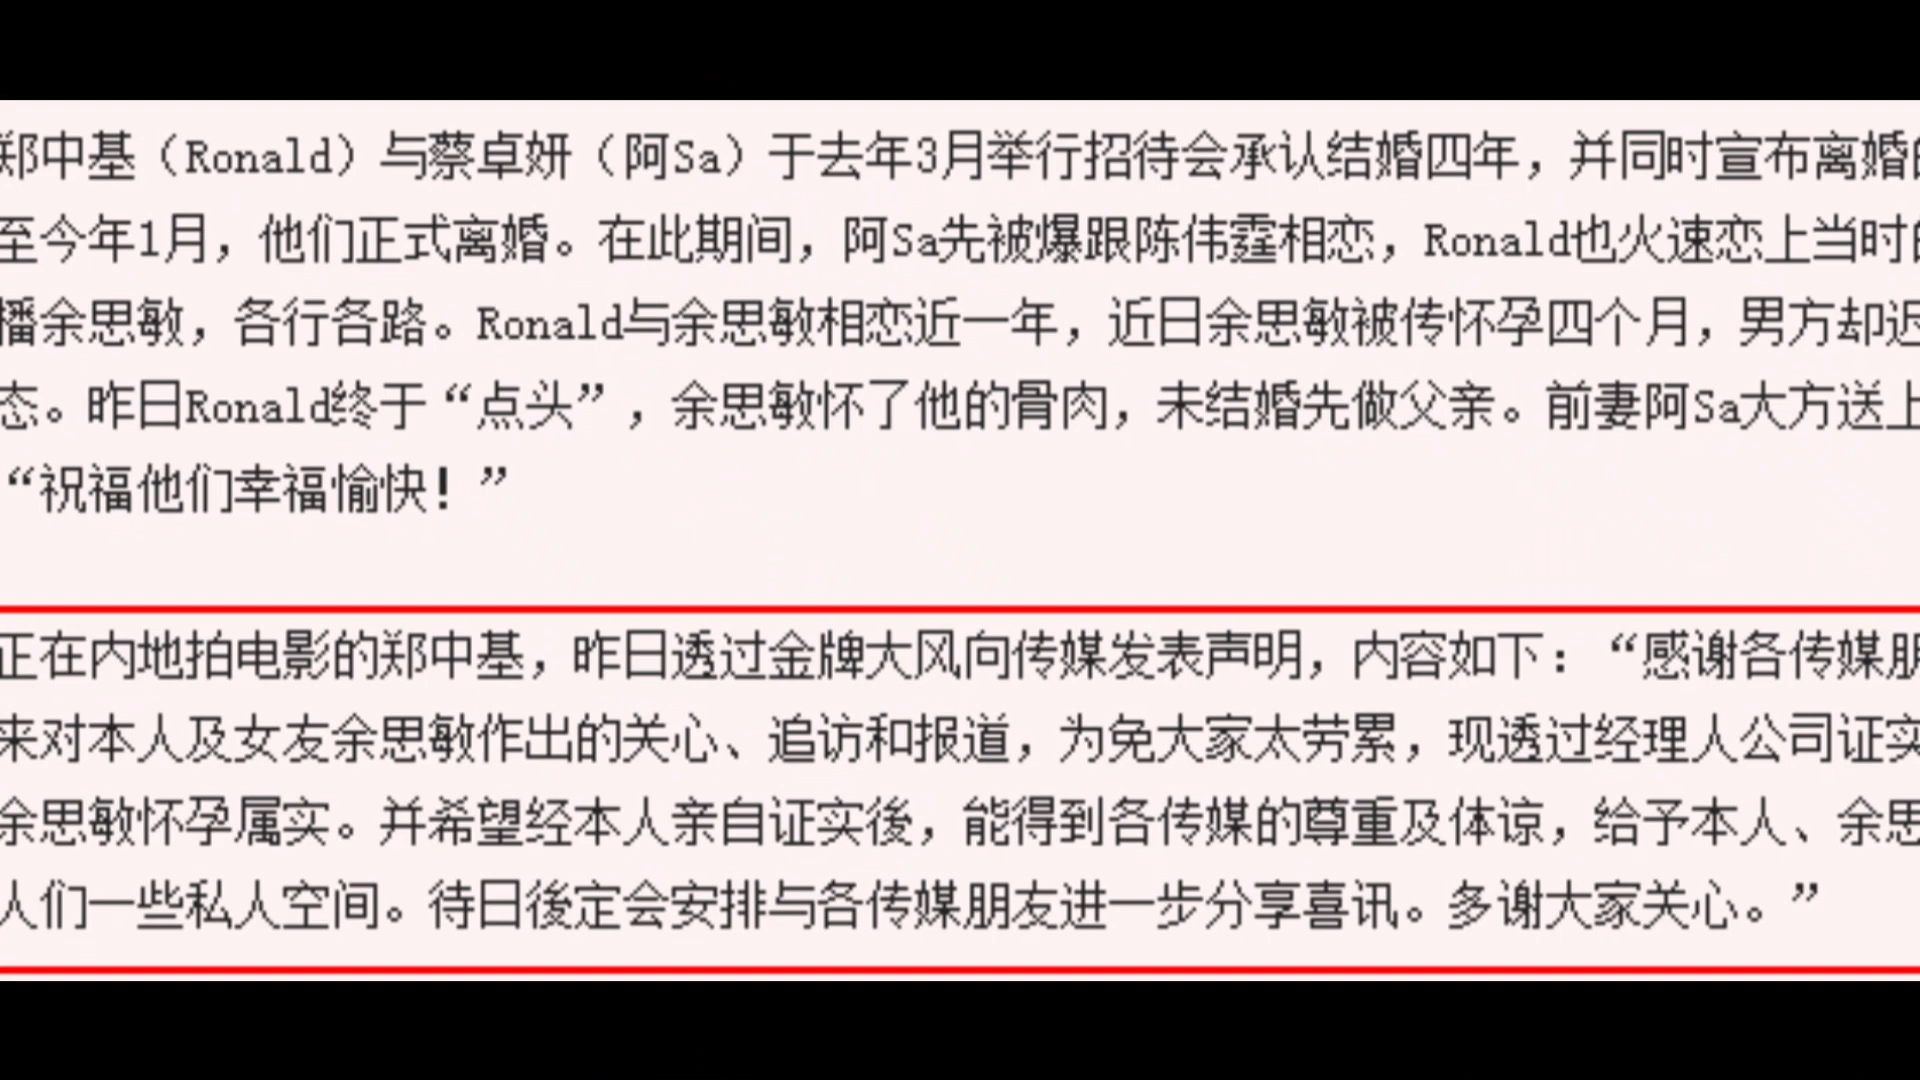 郑中基（Ronald）与蔡卓妍（阿Sa）于去年3月举行招待会承认结婚四年，并同时宣布离婚的
至今年1月，他们正式离婚。在此期间，阿Sa先被爆跟陈伟霆相恋，Ronald也火速恋上当时的
播余思敏，各行各路。Ronald与余思敏相恋近一年，近日余思敏被传怀孕四个月，男方却迟
态。昨日Ronald终于“点头”，余思敏怀了他的骨肉，未结婚先做父亲。前妻阿Sa大方送上
“祝福他们幸福愉快！”
正在内地拍电影的郑中基，昨日透过金牌大风向传媒发表声明，内容如下：“感谢各传媒朋
来对本人及女友余思敏作出的关心、追访和报道，为免大家太劳累，现透过经理人公司证实
余思敏怀孕属实。并希望经本人亲自证实後，能得到各传媒的尊重及体谅，给予本人、余思
人们一些私人空间。待日後定会安排与各传媒朋友进一步分享喜讯。多谢大家关心。”